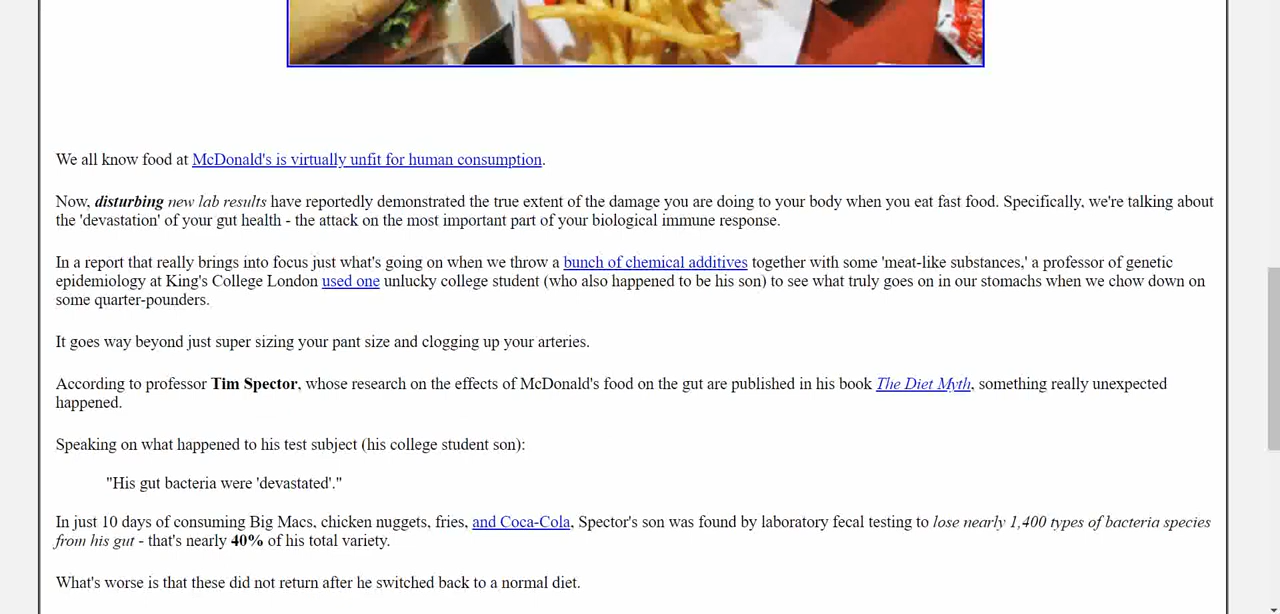 We all know food at McDonald's is virtually unfit for human consumption.
Now, disturbing new lab results have reportedly demonstrated the true extent of the damage you are doing to your body when you eat fast food. Specifically, we're talking about
the 'devastation' of your gut health - the attack on the most important part of your biological immune response.
In a report that really brings into focus just what's going on when we throw a bunch of chemical additives together with some 'meat-like substances,' a professor of genetic
epidemiology at King's College London used one unlucky college student (who also happened to be his son) to see what truly goes on in our stomachs when we chow down on
some quarter-pounders.
It goes way beyond just super sizing your pant size and clogging up your arteries.
According to professor Tim Spector, whose research on the effects of McDonald's food on the gut are published in his book The Diet Myth, something really unexpected
happened.
Speaking on what happened to his test subject (his college student son):
"His gut bacteria were 'devastated'."
In just 10 days of consuming Big Macs, chicken nuggets, fries, and Coca-Cola, Spector's son was found by laboratory fecal testing to lose nearly 1,400 types of bacteria species
from his gut - that's nearly 40% of his total variety.
What's worse is that these did not return after he switched back to a normal diet.